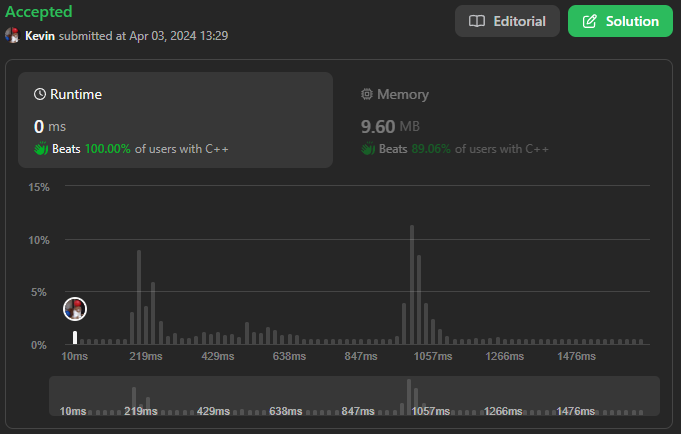 Accepted
Editorial
Solution
Kevin submitted at Apr 03, 2024 13:29
Runtime
Memory
0 ms
9.60 MB
Beats 100.00% of users with C++
Beats 89.06% of users with C++
15%
10%
5%
0%
10ms 219ms 429ms 638ms 847ms 1057ms 1266ms 1476ms
10ms 219ms 429ms 638ms 847ms 1057ms 1266ms 1476ms